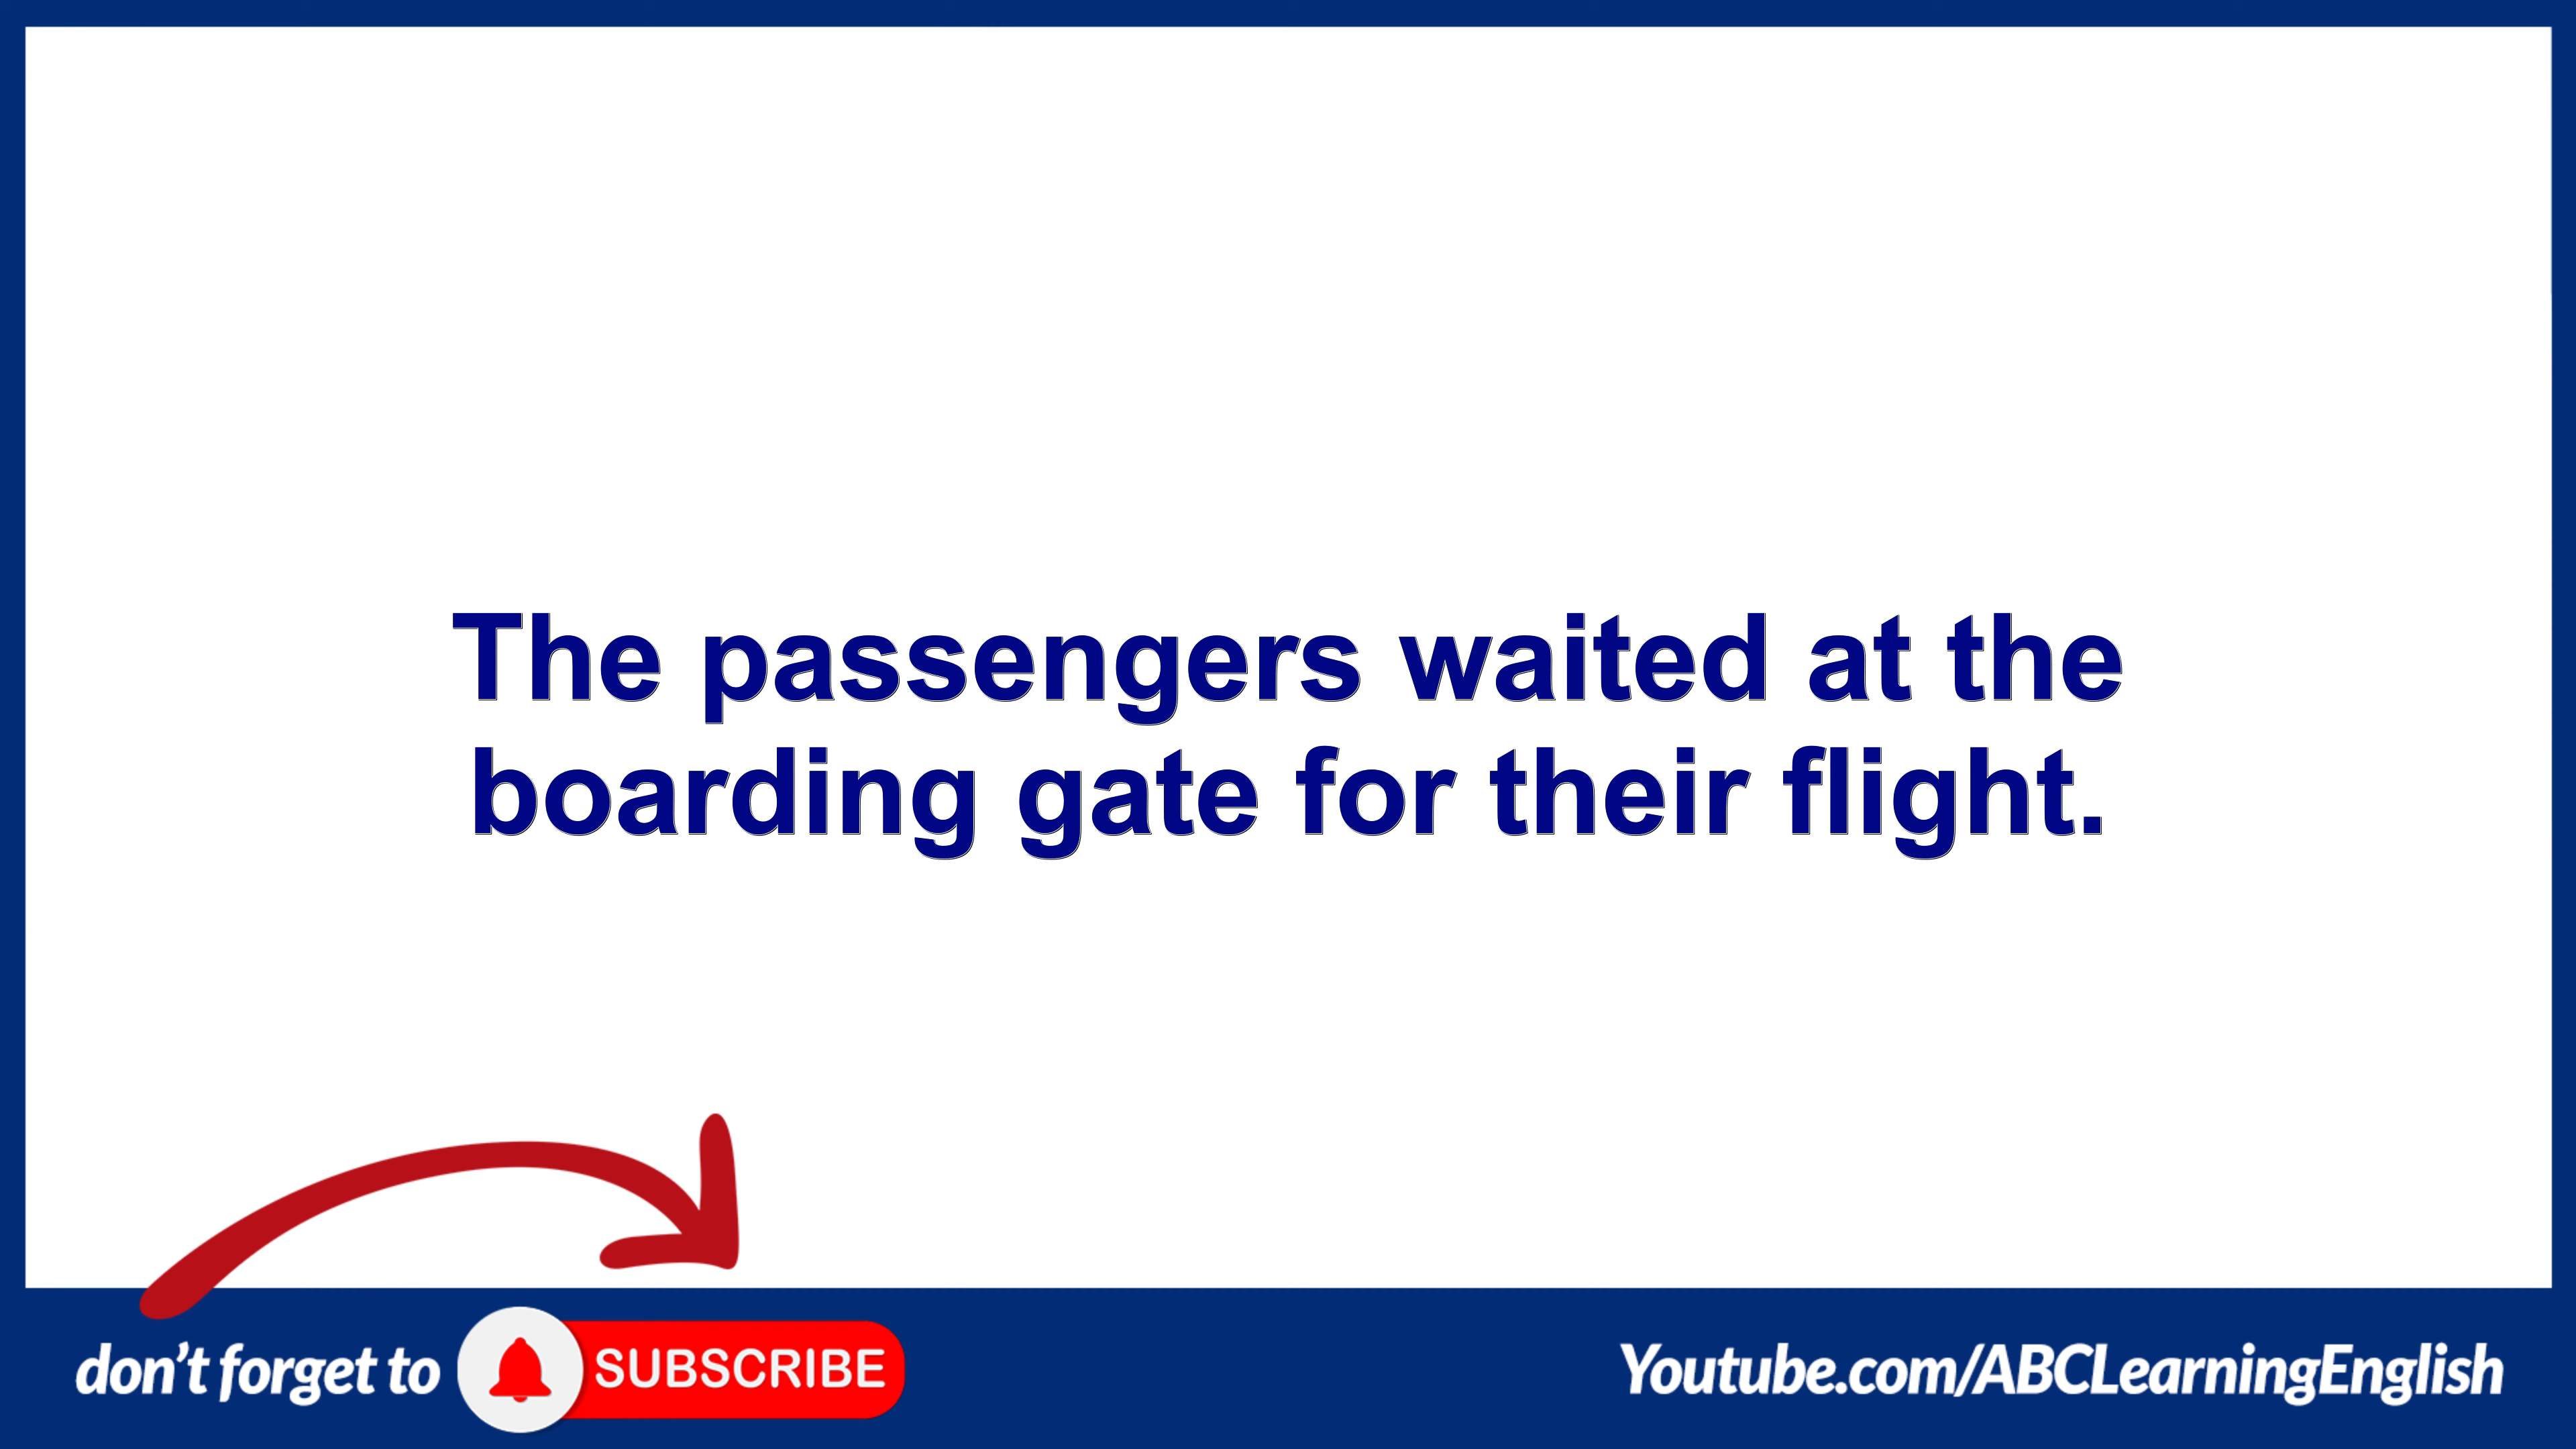 The passengers waited at the
boarding gate for their flight.
don't forget to SUBSCRIBE Youtube.com/ABCLearningEnglish